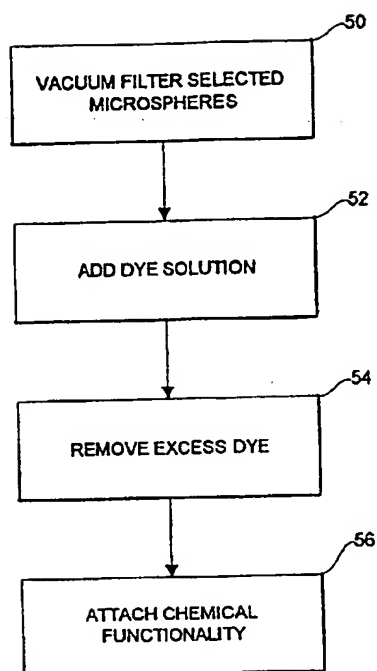 50
VACUUM FILTER SELECTED
MICROSPHERES
52
ADD DYE SOLUTION
54
REMOVE EXCESS DYE
56
ATTACH CHEMICAL
FUNCTIONALITY